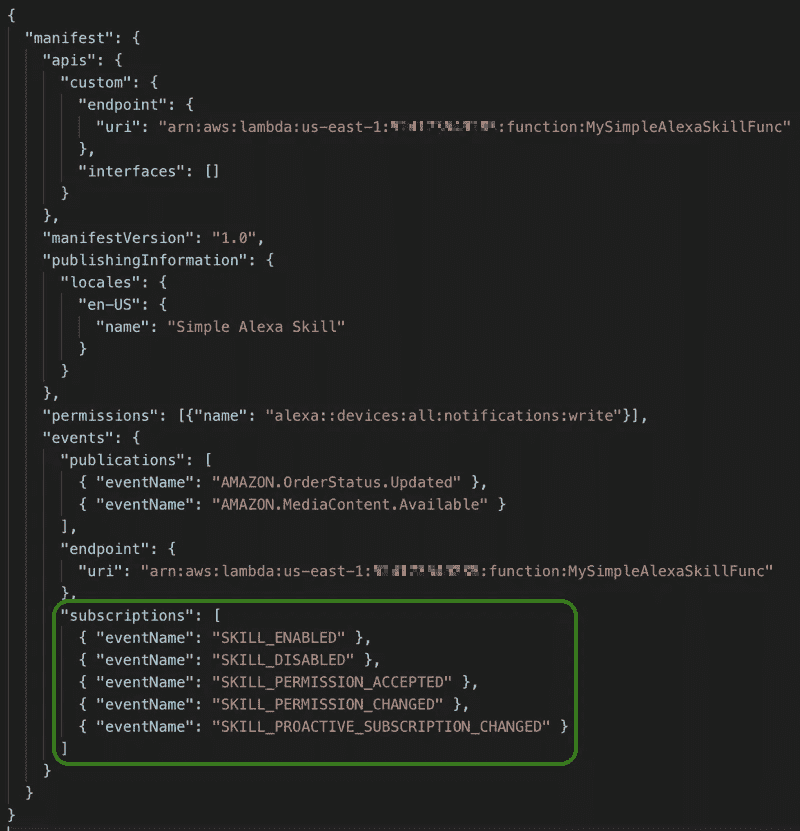 {
"manifest": {
"apis": {
"custom": {
"endpoint": {
"uri": "arn:aws:lambda:us-east-1: :function:MySimpleAlexaSkillFunc"
},
"interfaces": []
}
},
"manifestVersion": "1.0",
"publishingInformation": {
"locales": {
"en-US": {
"name": "Simple Alexa Skill"
}
}
},
"permissions": [{"name": "alexa::devices:all:notifications:write"}],
"events": {
"publications": [
{ "eventName": "AMAZON.OrderStatus.Updated" },
{ "eventName": "AMAZON.MediaContent.Available" }
],
"endpoint": {
"uri": "arn:aws:lambda:us-east-1: :function:MySimpleAlexaSkillFunc"
},
"subscriptions": [
{ "eventName": "SKILL_ENABLED" },
{ "eventName": "SKILL_DISABLED" },
{ "eventName": "SKILL_PERMISSION_ACCEPTED" },
{ "eventName": "SKILL_PERMISSION_CHANGED" },
{ "eventName": "SKILL_PROACTIVE_SUBSCRIPTION_CHANGED" }
]
}
}
}